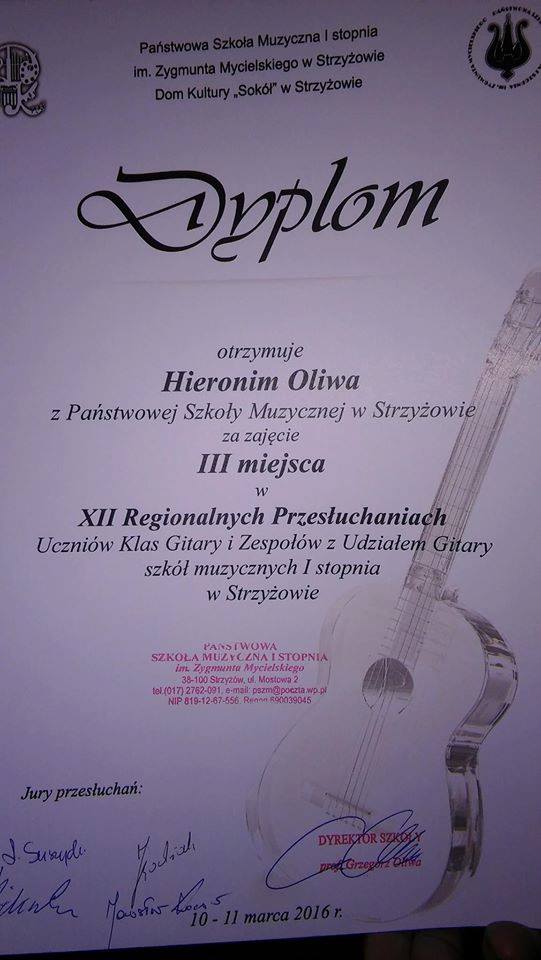 Państwowa Szkoła Muzyczna I stopnia
im. Zygmunta Mycielskiego w Strzyżowie
Dom Kultury „Sokół” w Strzyżowie
Dyplom
otrzymuje
Hieronim Oliwa
z Państwowej Szkoły Muzycznej w Strzyżowie
za zajęcie
III miejsca
w
XII Regionalnych Przesłuchaniach
Uczniów Klas Gitary i Zespołów z Udziałem Gitary
szkół muzycznych I stopnia
w Strzyżowie
PAŃSTWOWA
SZKOŁA MUZYCZNA I STOPNIA
im. Zygmunta Mycielskiego
38-100 Strzyżów, ul. Mostowa 2
tel.(017) 2762-091, e-mail: pszm@poczta.wp.pl
NIP 819-12-67-556, Regon 690039045
Jury przesłuchań:
DYREKTOR SZKOŁY
prof. Grzegorz Oliwa
10 - 11 marca 2016 r.